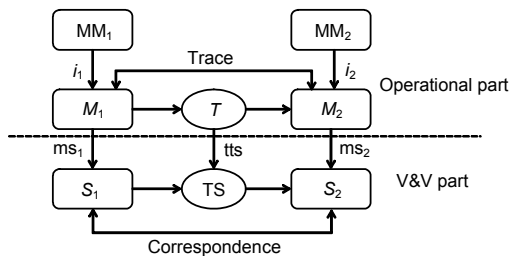 MM₁ MM₂
Trace
i₁ i₂
Operational part
M₁ T M₂
ms₁ tts ms₂
V&V part
S₁ TS S₂
Correspondence